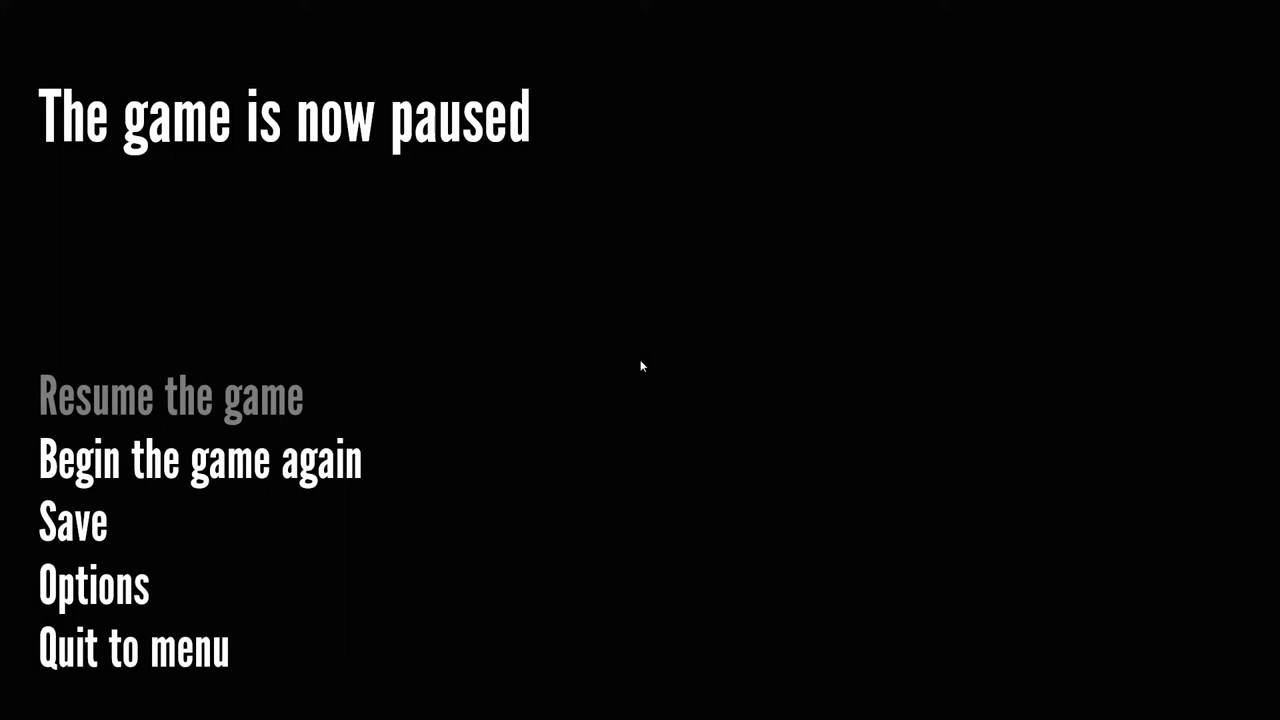 The game is now paused
Resume the game
Begin the game again
Save
Options
Quit to menu